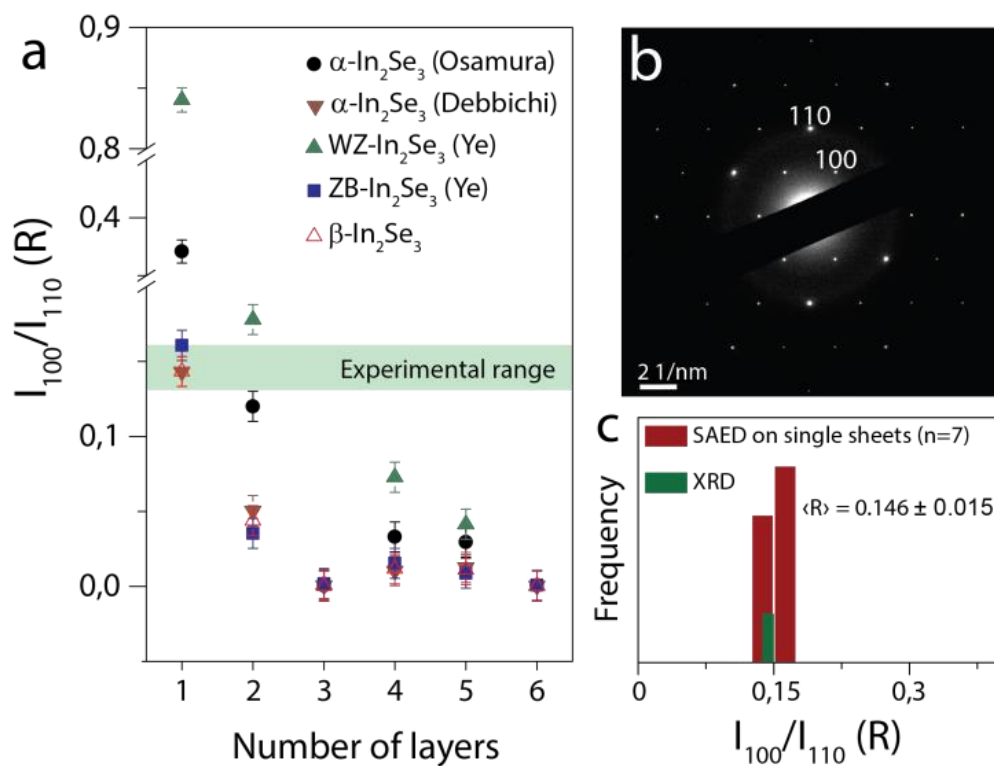 a
0,9
0,8
0,4
0,1
0,0
I₁₀₀/I₁₁₀ (R)
α-In₂Se₃ (Osamura)
α-In₂Se₃ (Debbichi)
WZ-In₂Se₃ (Ye)
ZB-In₂Se₃ (Ye)
β-In₂Se₃
Experimental range
1 2 3 4 5 6
Number of layers
b
110
100
2 1/nm
c
SAED on single sheets (n=7)
XRD
⟨R⟩ = 0.146 ± 0.015
Frequency
0 0,15 0,3
I₁₀₀/I₁₁₀ (R)